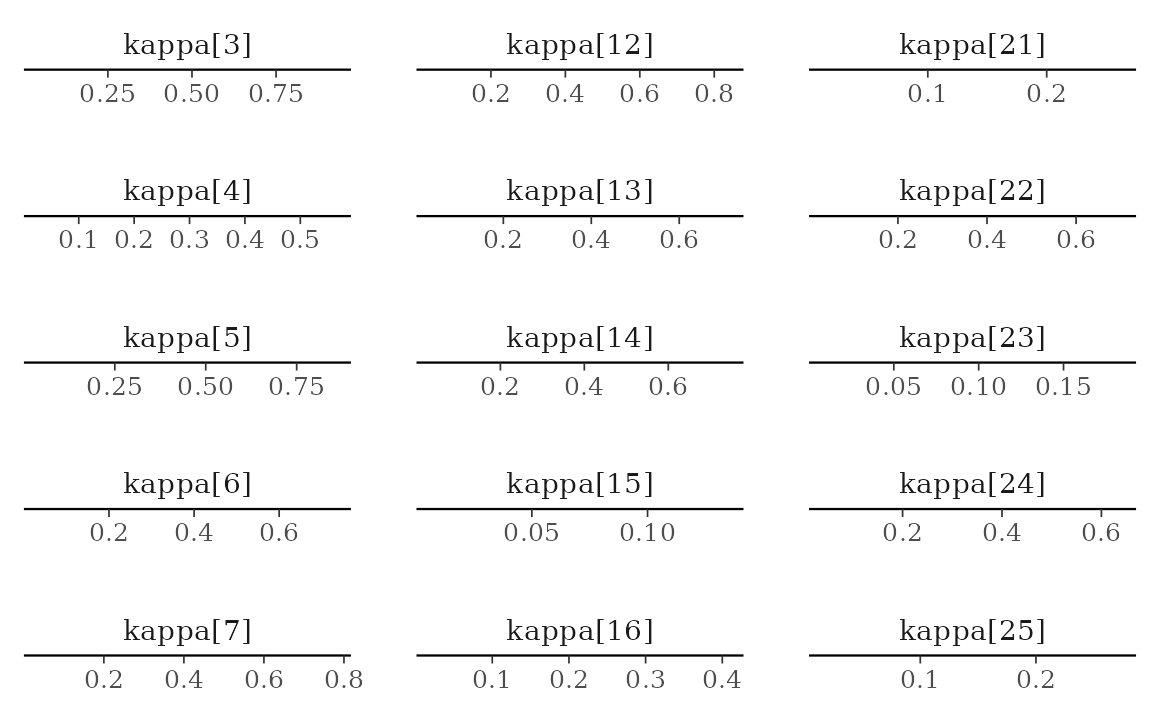 kappa[3] kappa[12] kappa[21]
0.25 0.50 0.75 0.2 0.4 0.6 0.8 0.1 0.2
kappa[4] kappa[13] kappa[22]
0.1 0.2 0.3 0.4 0.5 0.2 0.4 0.6 0.2 0.4 0.6
kappa[5] kappa[14] kappa[23]
0.25 0.50 0.75 0.2 0.4 0.6 0.05 0.10 0.15
kappa[6] kappa[15] kappa[24]
0.2 0.4 0.6 0.05 0.10 0.2 0.4 0.6
kappa[7] kappa[16] kappa[25]
0.2 0.4 0.6 0.8 0.1 0.2 0.3 0.4 0.1 0.2